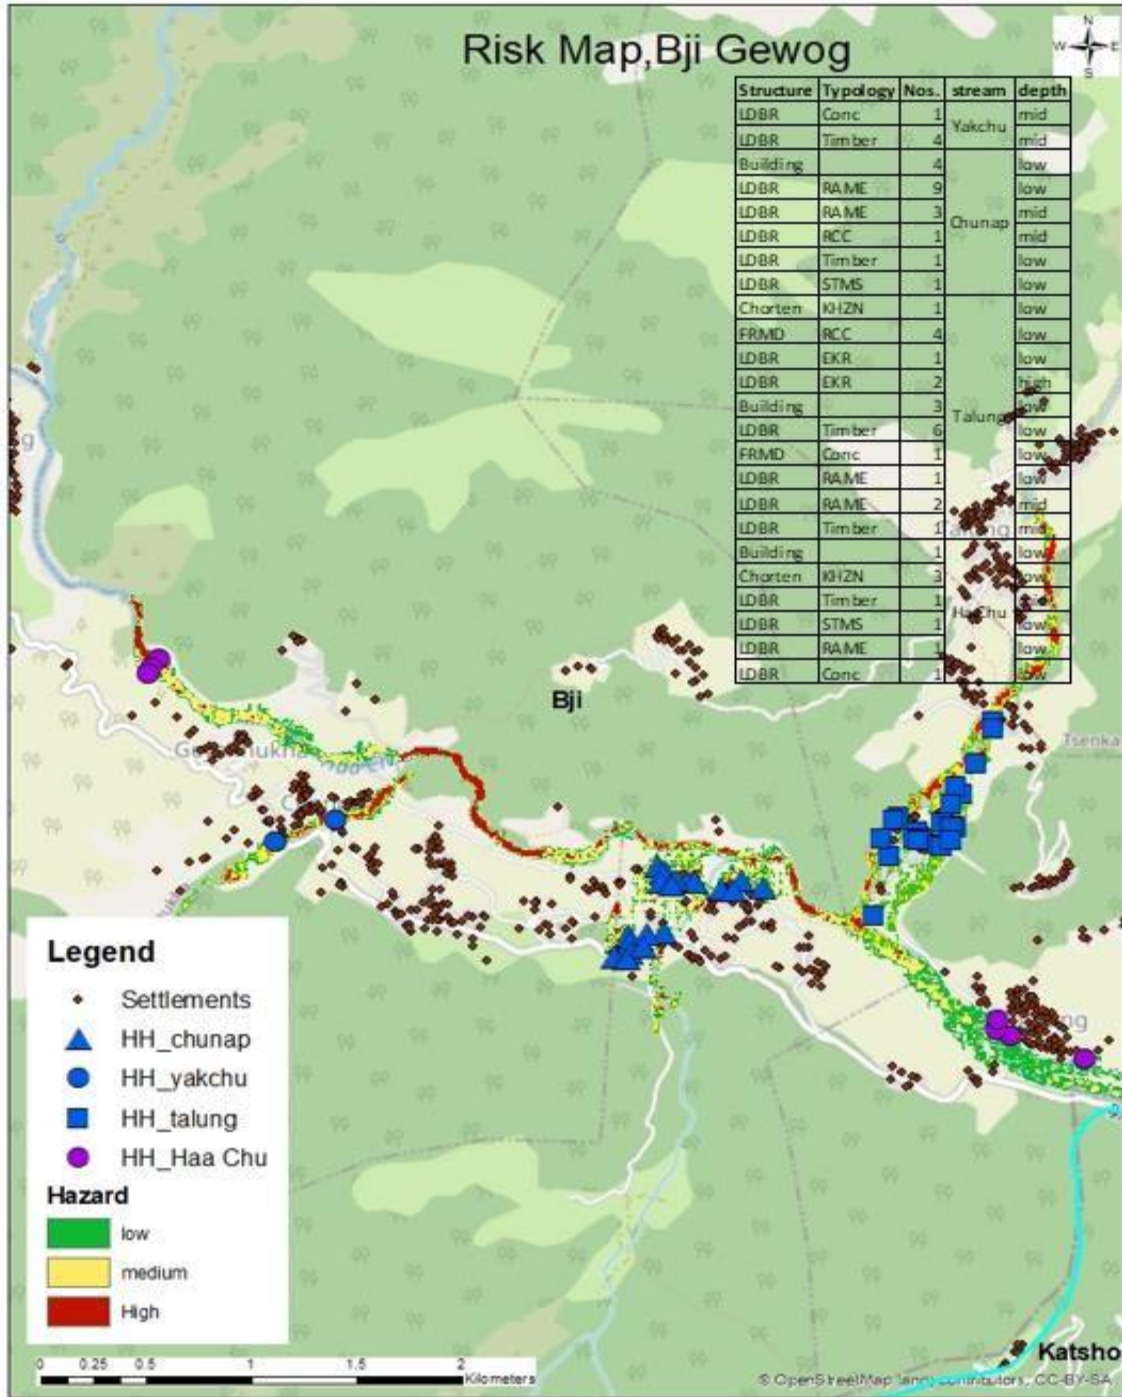 Risk Map,Bji Gewog
N
W E
S
Structure Typology Nos. stream depth
LDBR Conc 1 Yakchu mid
LDBR Timber 4 mid
Building 4 low
LDBR RAME 9 low
LDBR RAME 3 Chunap mid
LDBR RCC 1 mid
LDBR Timber 1 low
LDBR STMS 1 low
Chorten KHZN 1 low
FRMD RCC 4 low
LDBR EKR 1 low
LDBR EKR 2 high
Building 3 Talung low
LDBR Timber 6 low
FRMD Conc 1 low
LDBR RAME 1 low
LDBR RAME 2 mid
LDBR Timber 1 mid
Building 1 low
Chorten KHZN 3 low
LDBR Timber 1
LDBR STMS 1 low
LDBR RAME 1 low
LDBR Conc 1 low
Bji
Tsenka
Legend
Settlements
HH_chunap
HH_yakchu
HH_talung
HH_Haa Chu
Hazard
low
medium
High
0 0.25 0.5 1 1.5 2
Kilometers
Katsho
© OpenStreetMap (and) contributors, CC-BY-SA